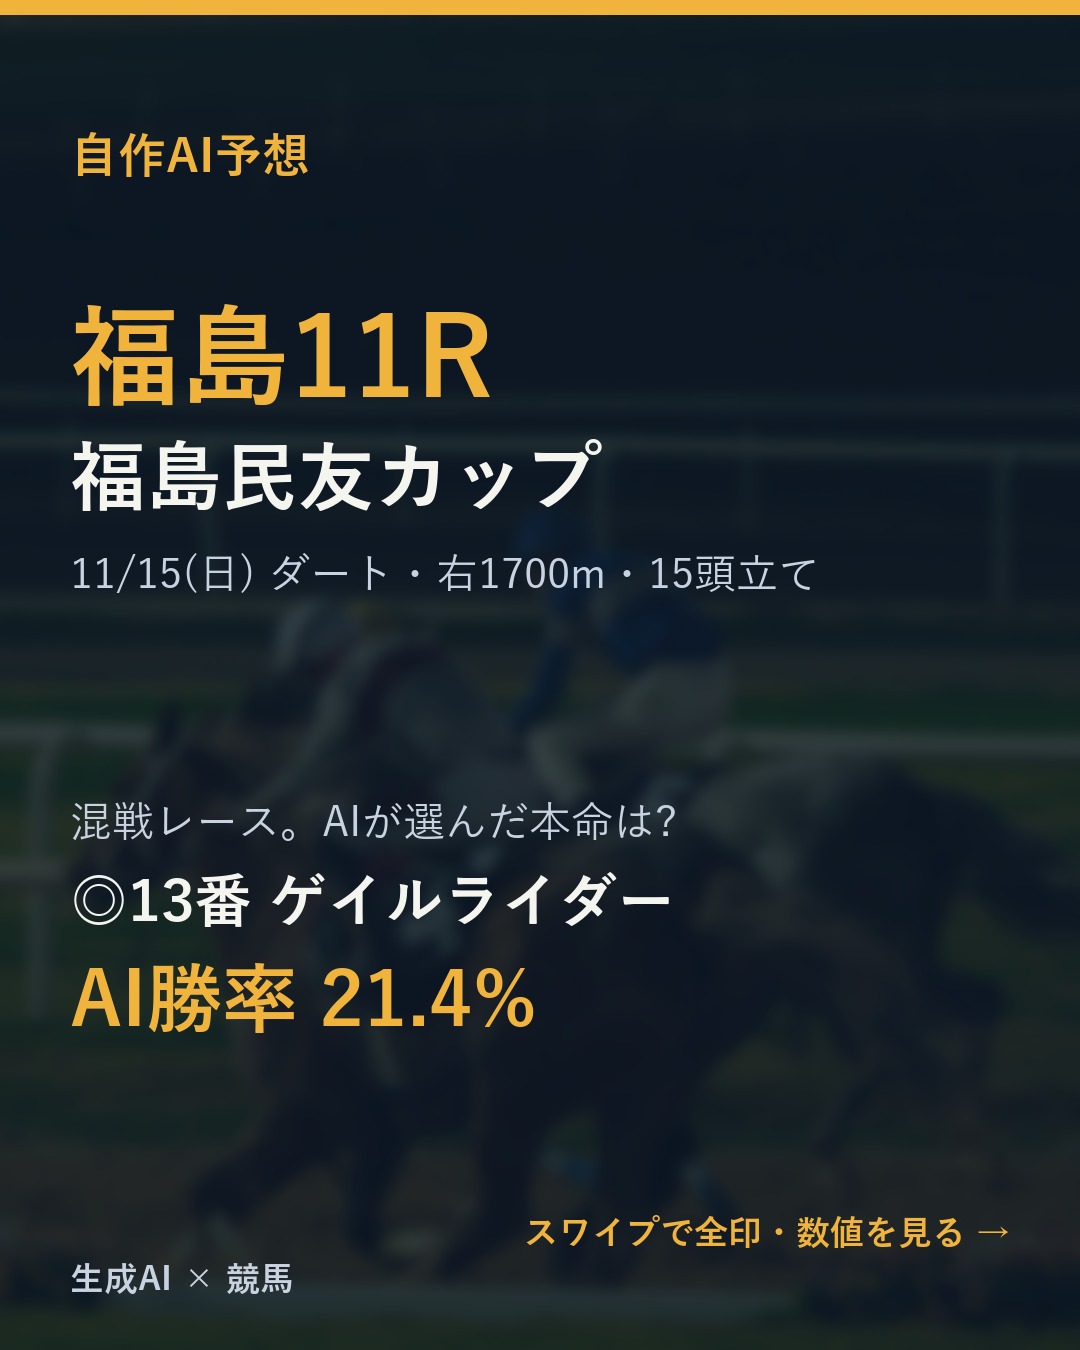 自作AI予想
福島11R
福島民友カップ
11/15(日) ダート・右1700m・15頭立て
混戦レース。AIが選んだ本命は?
◎13番 ゲイルライダー
AI勝率 21.4%
スワイプで全印・数値を見る →
生成AI × 競馬